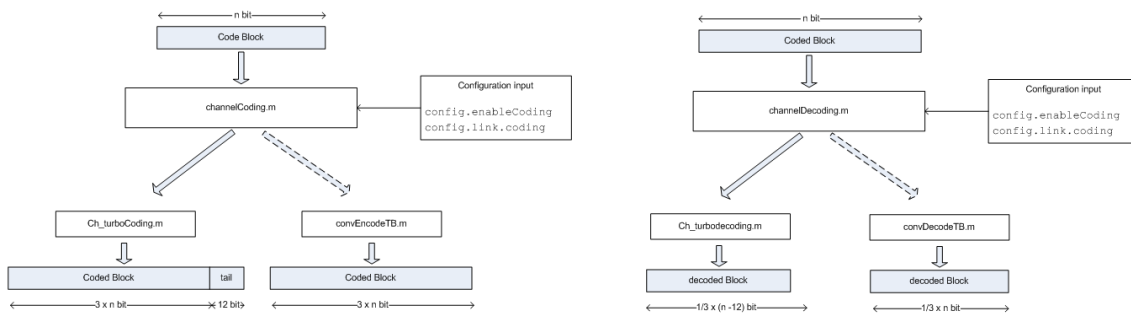 n bit
Code Block
channelCoding.m
Configuration input
config.enableCoding
config.link.coding
Ch_turboCoding.m
convEncodeTB.m
Coded Block
tail
Coded Block
3 x n bit
12 bit
3 x n bit
n bit
Coded Block
channelDecoding.m
Configuration input
config.enableCoding
config.link.coding
Ch_turbodecoding.m
convDecodeTB.m
decoded Block
decoded Block
1/3 x (n -12) bit
1/3 x n bit